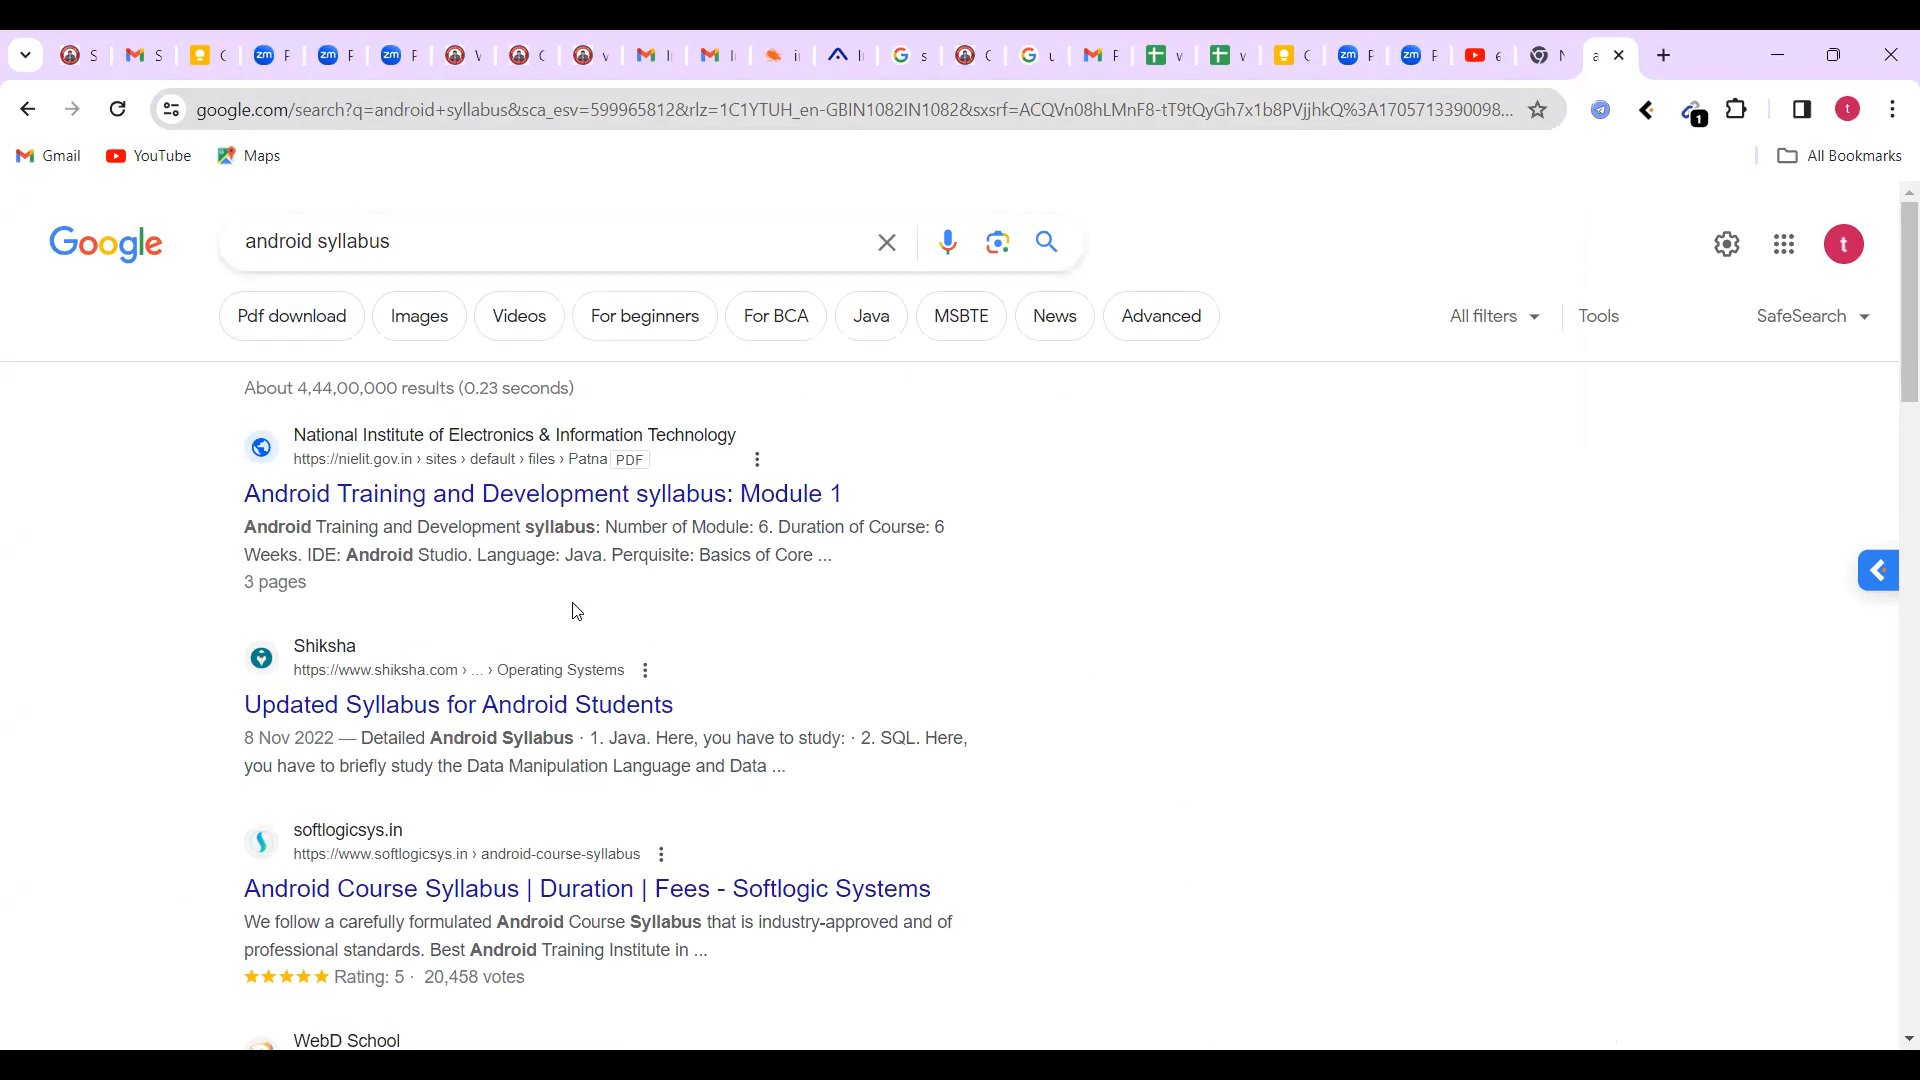 S
S
C
zm F
zm F
zm F
V
C
v
I
I
i
I
s
C
u
F
v
v
C
zm F
zm F
e
N
a
google.com/search?q=android+syllabus&sca_esv=599965812&rlz=1C1YTUH_en-GBIN1082IN1082&sxsrf=ACQVn08hLMnF8-tT9tQyGh7x1b8PVjjhkQ%3A1705713390098...
1
t
Gmail
YouTube
Maps
All Bookmarks
Google
android syllabus
t
Pdf download
Images
Videos
For beginners
For BCA
Java
MSBTE
News
Advanced
All filters
Tools
SafeSearch
About 4,44,00,000 results (0.23 seconds)
National Institute of Electronics & Information Technology
https://nielit.gov.in › sites › default › files › Patna PDF
Android Training and Development syllabus: Module 1
Android Training and Development syllabus: Number of Module: 6. Duration of Course: 6
Weeks. IDE: Android Studio. Language: Java. Perquisite: Basics of Core ...
3 pages
Shiksha
https://www.shiksha.com › ... › Operating Systems
Updated Syllabus for Android Students
8 Nov 2022 — Detailed Android Syllabus · 1. Java. Here, you have to study: · 2. SQL. Here,
you have to briefly study the Data Manipulation Language and Data ...
softlogicsys.in
https://www.softlogicsys.in › android-course-syllabus
Android Course Syllabus | Duration | Fees - Softlogic Systems
We follow a carefully formulated Android Course Syllabus that is industry-approved and of
professional standards. Best Android Training Institute in ...
Rating: 5 · 20,458 votes
WebD School